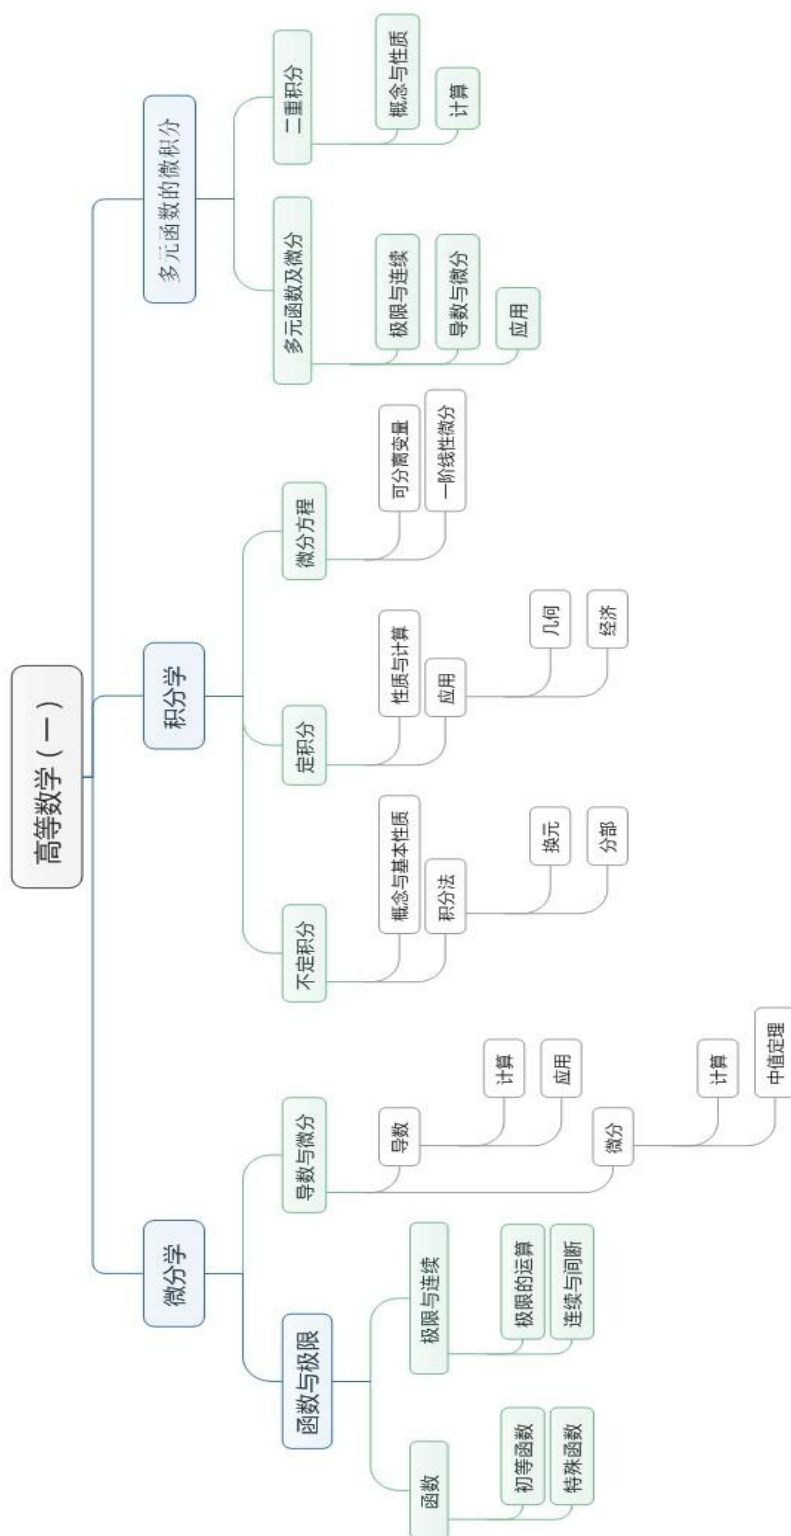 高等数学（一）
微分学
函数与极限
函数
初等函数
特殊函数
极限与连续
极限的运算
连续与间断
导数与微分
导数
计算
应用
微分
计算
中值定理
积分学
不定积分
概念与基本性质
积分法
换元
分部
定积分
性质与计算
应用
几何
经济
微分方程
可分离变量
一阶线性微分
多元函数的微积分
多元函数及微分
极限与连续
导数与微分
应用
二重积分
概念与性质
计算